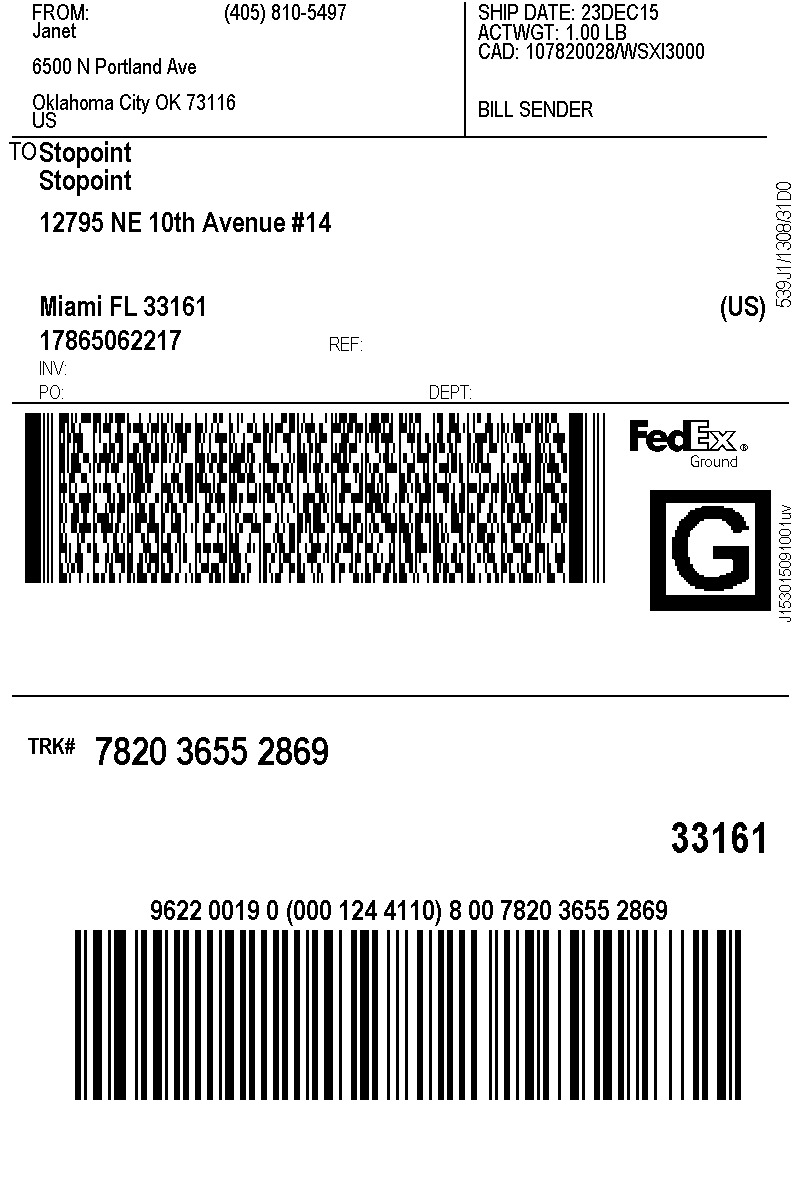 FROM: (405) 810-5497
Janet
6500 N Portland Ave
Oklahoma City OK 73116
US
SHIP DATE: 23DEC15
ACTWGT: 1.00 LB
CAD: 107820028/WSXI3000
BILL SENDER
TO Stopoint
Stopoint
12795 NE 10th Avenue #14
Miami FL 33161 (US)
17865062217 REF:
INV:
PO: DEPT:
539J1/1308/31D0
FedEx®
Ground
G
J153015091001uv
TRK# 7820 3655 2869
33161
9622 0019 0 (000 124 4110) 8 00 7820 3655 2869